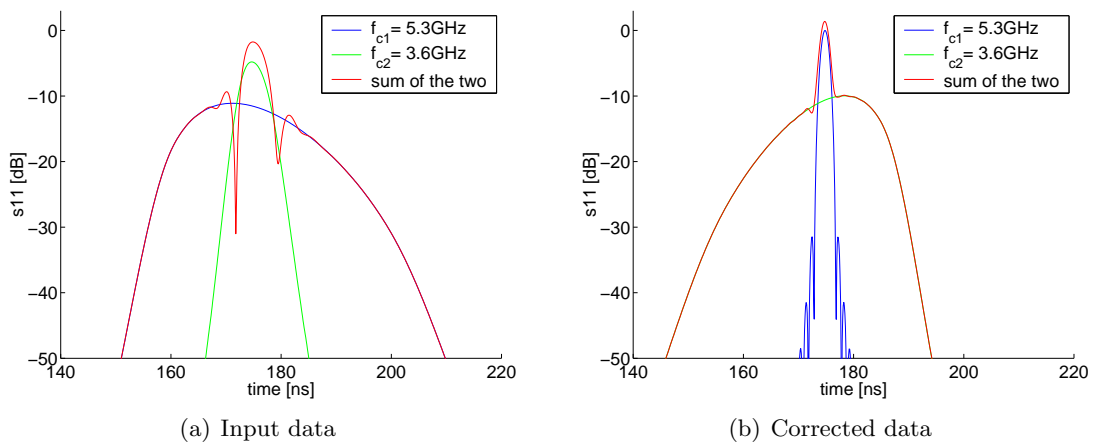 f_c1= 5.3GHz
f_c2= 3.6GHz
sum of the two
0
−10
−20
−30
−40
−50
s11 [dB]
140
160
180
200
220
time [ns]
(a) Input data
f_c1= 5.3GHz
f_c2= 3.6GHz
sum of the two
0
−10
−20
−30
−40
−50
s11 [dB]
140
160
180
200
220
time [ns]
(b) Corrected data